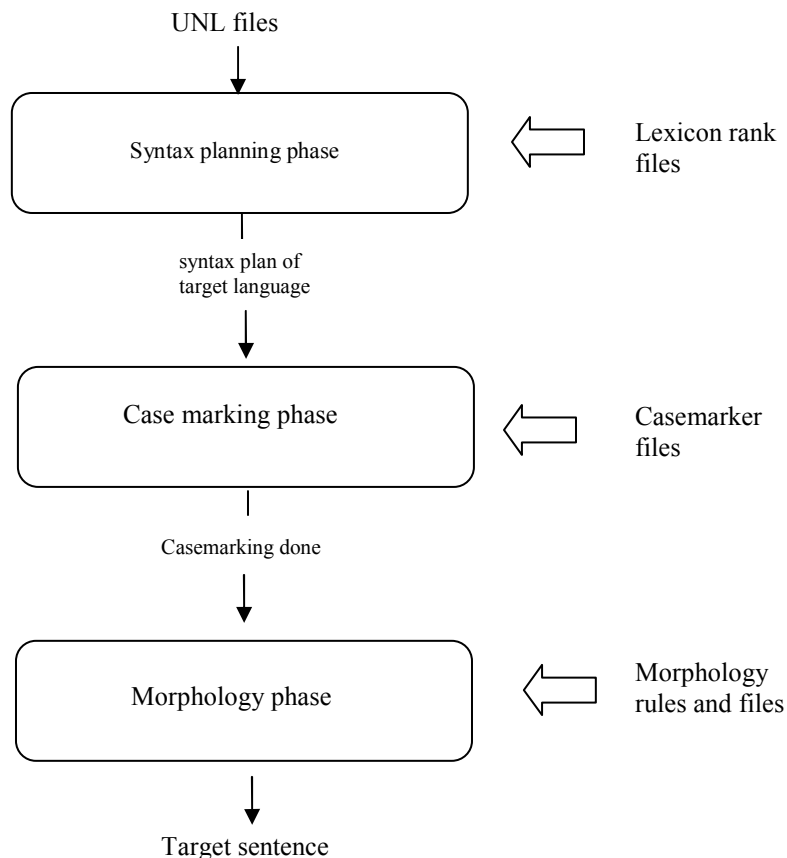 UNL files
Syntax planning phase
Lexicon rank
files
syntax plan of
target language
Case marking phase
Casemarker
files
Casemarking done
Morphology phase
Morphology
rules and files
Target sentence